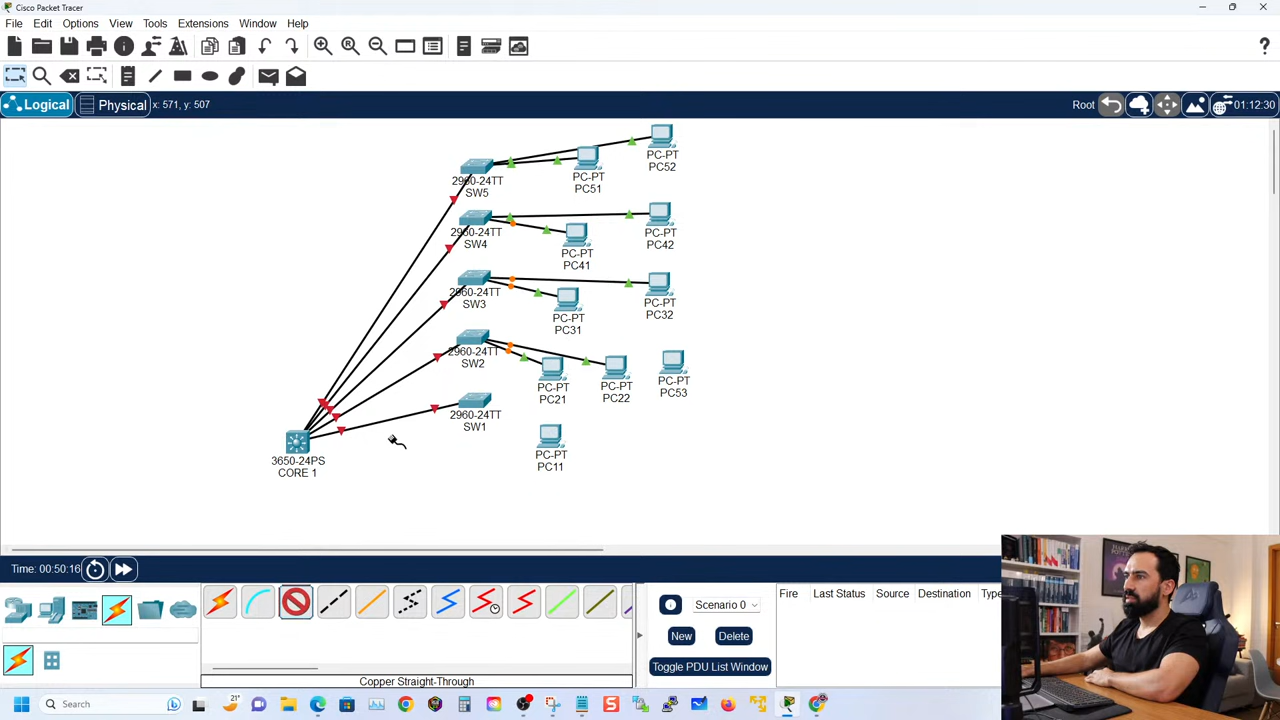 Cisco Packet Tracer
File Edit Options View Tools Extensions Window Help
Logical Physical x: 571, y: 507 Root 01:12:30
PC-PT
PC52
2960-24TT
SW5
PC-PT
PC51
PC-PT
PC42
2960-24TT
SW4
PC-PT
PC41
PC-PT
PC32
2960-24TT
SW3
PC-PT
PC31
2960-24TT
SW2
PC-PT
PC21
PC-PT
PC22
PC-PT
PC53
2960-24TT
SW1
PC-PT
PC11
3650-24PS
CORE 1
Time: 00:50:16
Scenario 0
New Delete
Toggle PDU List Window
Fire Last Status Source Destination Type
Copper Straight-Through
Search
21°